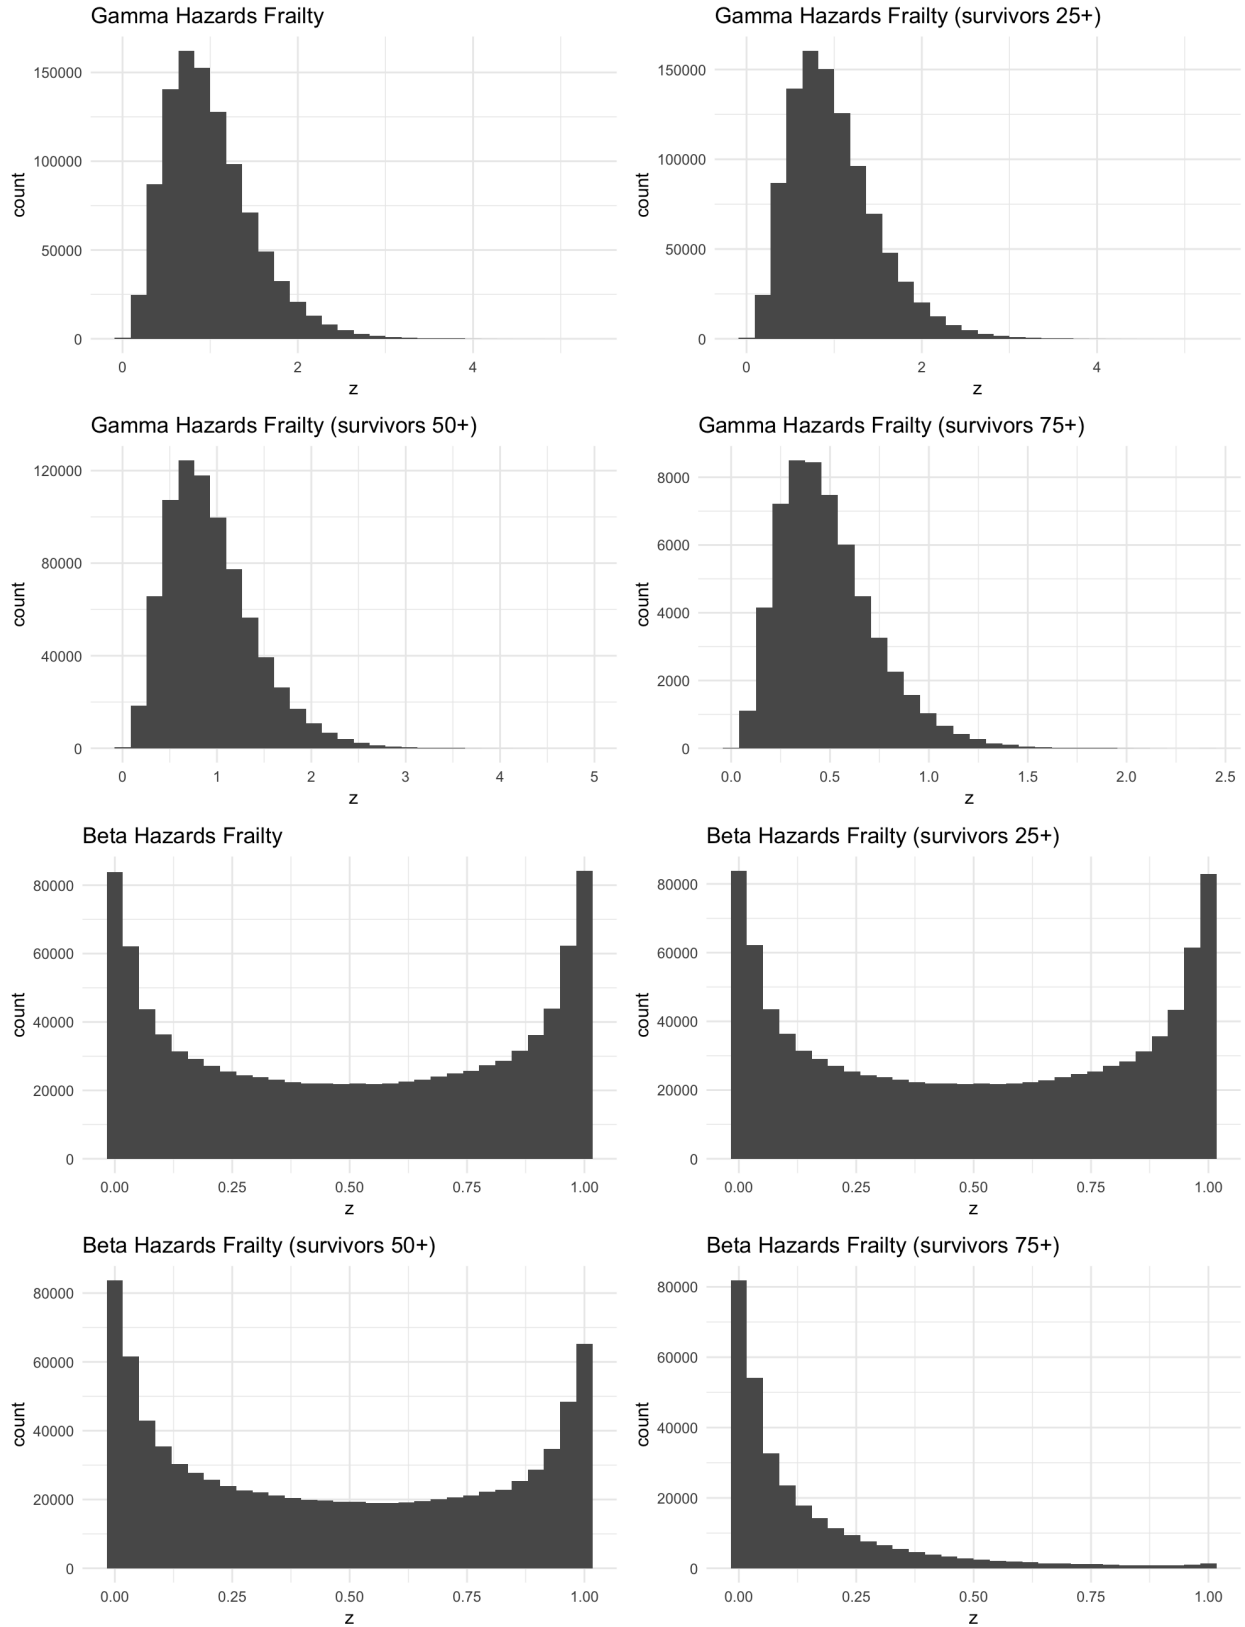 Gamma Hazards Frailty
150000
100000
50000
0
count
0 2 4
z
Gamma Hazards Frailty (survivors 25+)
150000
100000
50000
0
count
0 2 4
z
Gamma Hazards Frailty (survivors 50+)
120000
80000
40000
0
count
0 1 2 3 4 5
z
Gamma Hazards Frailty (survivors 75+)
8000
6000
4000
2000
0
count
0.0 0.5 1.0 1.5 2.0 2.5
z
Beta Hazards Frailty
80000
60000
40000
20000
0
count
0.00 0.25 0.50 0.75 1.00
z
Beta Hazards Frailty (survivors 25+)
80000
60000
40000
20000
0
count
0.00 0.25 0.50 0.75 1.00
z
Beta Hazards Frailty (survivors 50+)
80000
60000
40000
20000
0
count
0.00 0.25 0.50 0.75 1.00
z
Beta Hazards Frailty (survivors 75+)
80000
60000
40000
20000
0
count
0.00 0.25 0.50 0.75 1.00
z